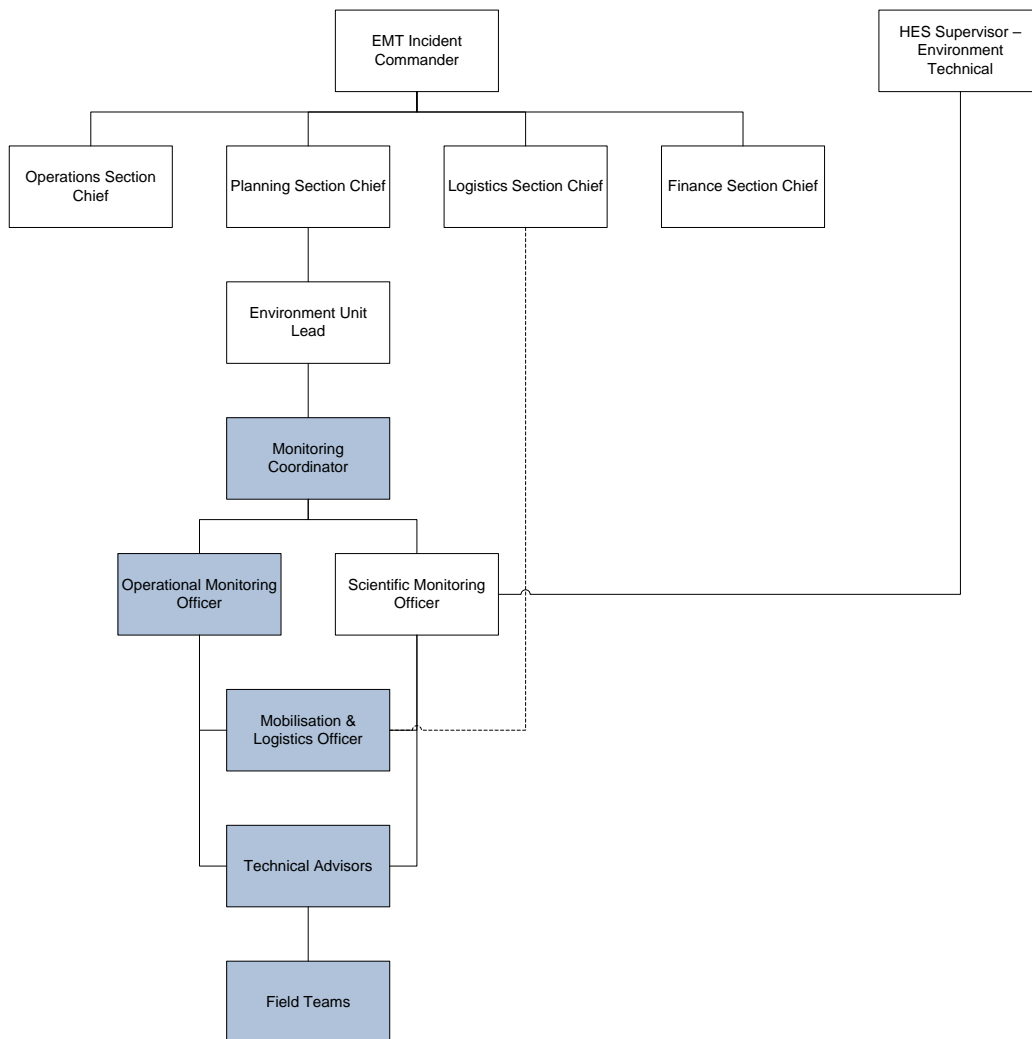 EMT Incident
Commander
HES Supervisor –
Environment
Technical
Operations Section
Chief
Planning Section Chief
Logistics Section Chief
Finance Section Chief
Environment Unit
Lead
Monitoring
Coordinator
Operational Monitoring
Officer
Scientific Monitoring
Officer
Mobilisation &
Logistics Officer
Technical Advisors
Field Teams